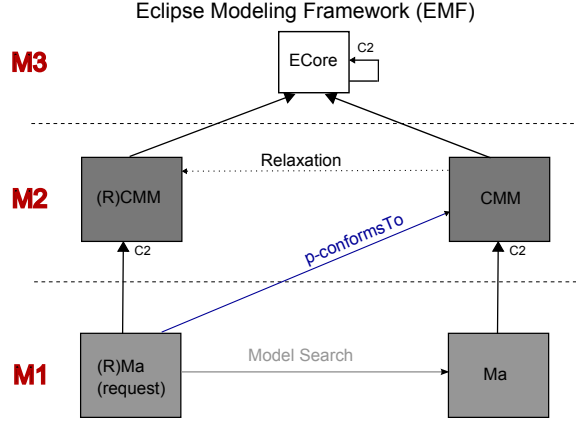 Eclipse Modeling Framework (EMF)
M3
ECore
C2
Relaxation
M2
(R)CMM
CMM
p-conformsTo
C2
C2
M1
(R)Ma
(request)
Model Search
Ma